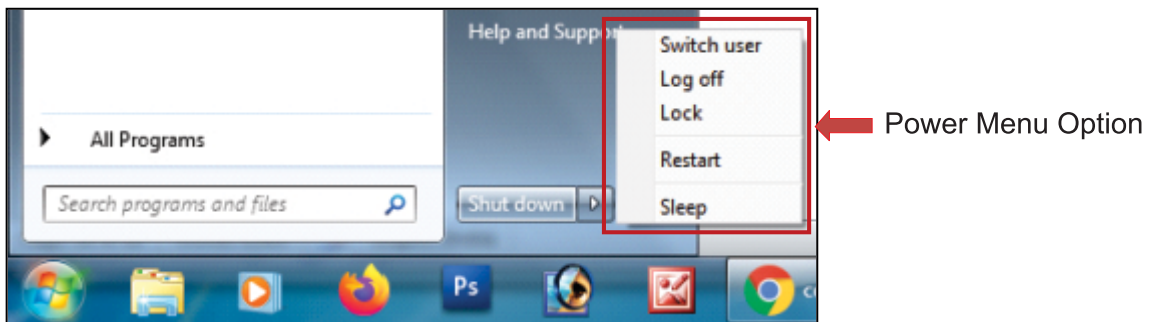 Help and Support
Switch user
Log off
Lock
Restart
Sleep
Power Menu Option
All Programs
Search programs and files
Shut down
Ps